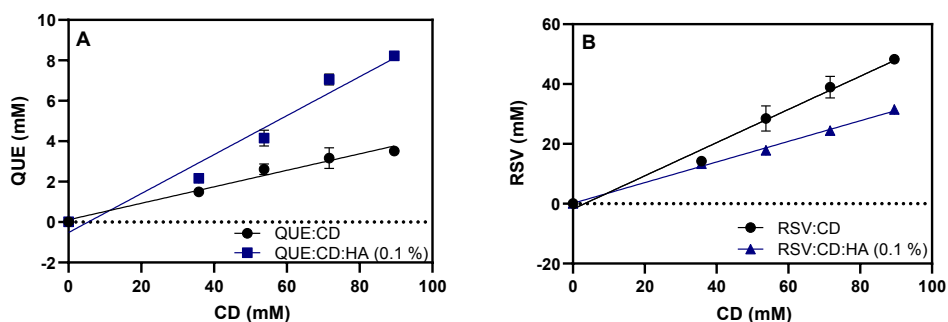 A
QUE (mM)
10
8
6
4
2
0
-2
0
20
40
60
80
100
CD (mM)
QUE:CD
QUE:CD:HA (0.1 %)
B
RSV (mM)
60
40
20
0
-20
0
20
40
60
80
100
CD (mM)
RSV:CD
RSV:CD:HA (0.1 %)